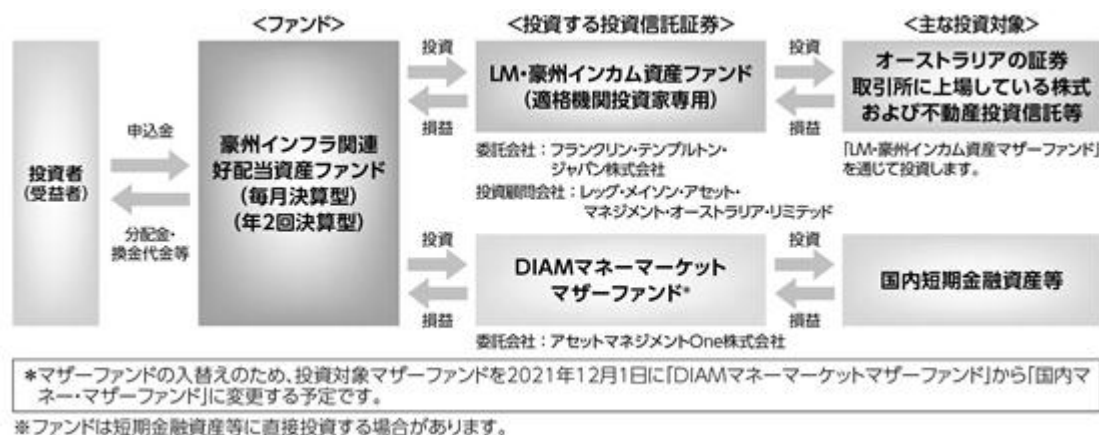 <ファンド>
<投資する投資信託証券>
<主な投資対象>
投資者
(受益者)
申込金
分配金・
換金代金等
豪州インフラ関連
好配当資産ファンド
(毎月決算型)
(年2回決算型)
投資
損益
LM・豪州インカム資産ファンド
(適格機関投資家専用)
委託会社:フランクリン・テンプルトン・
ジャパン株式会社
投資顧問会社:レッグ・メイソン・アセット・
マネジメント・オーストラリア・リミテッド
投資
損益
オーストラリアの証券
取引所に上場している株式
および不動産投資信託等
「LM・豪州インカム資産マザーファンド」
を通じて投資します。
投資
損益
DIAMマネーマーケット
マザーファンド*
委託会社:アセットマネジメントOne株式会社
投資
損益
国内短期金融資産等
*マザーファンドの入替えのため、投資対象マザーファンドを2021年12月1日に「DIAMマネーマーケットマザーファンド」から「国内マ
ネー・マザーファンド」に変更する予定です。
※ファンドは短期金融資産等に直接投資する場合があります。